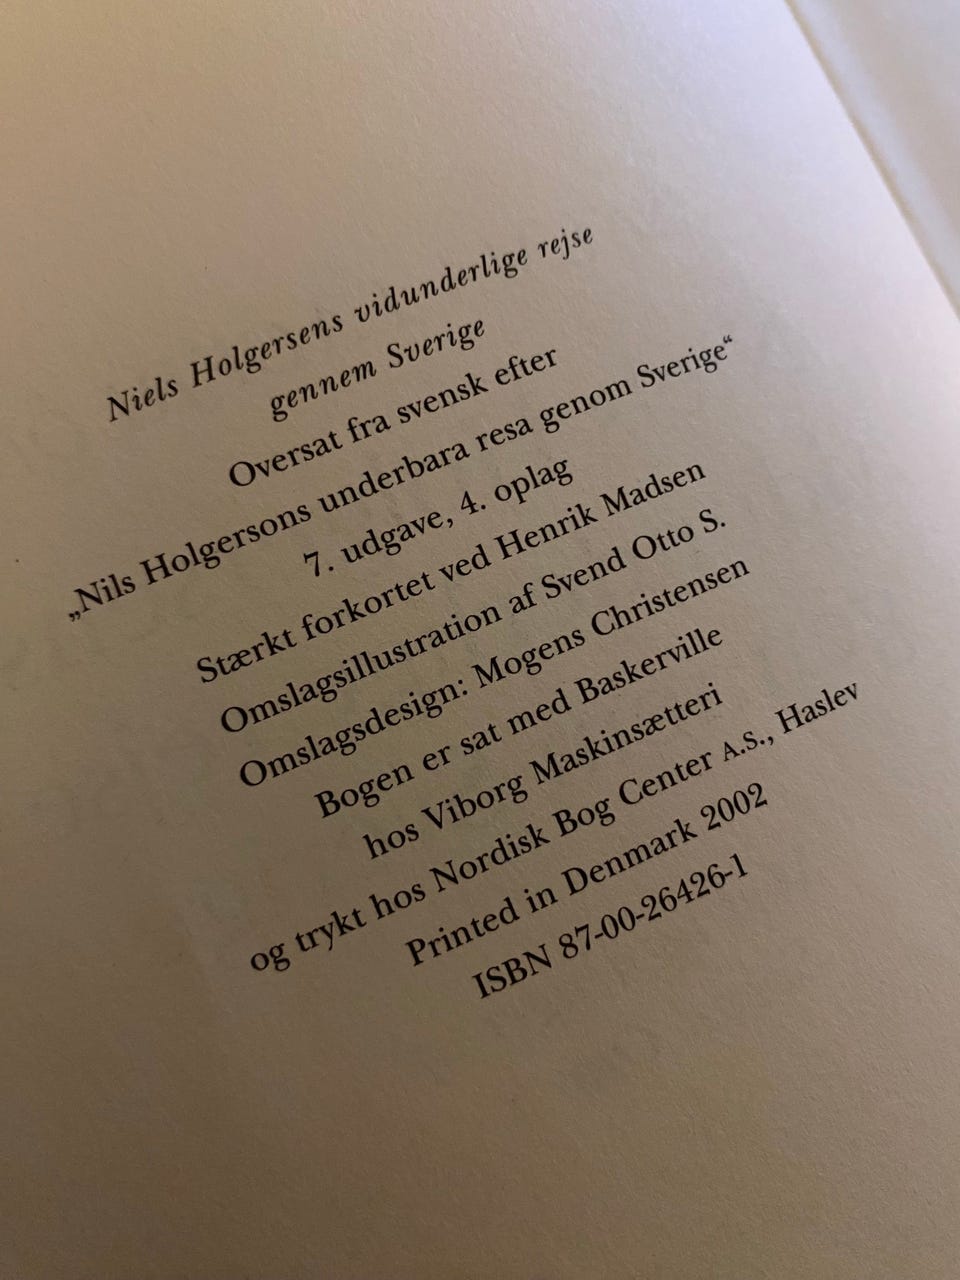 Niels Holgersens vidunderlige rejse
gennem Sverige
Oversat fra svensk efter
„Nils Holgersons underbara resa genom Sverige“
7. udgave, 4. oplag
Stærkt forkortet ved Henrik Madsen
Omslagsillustration af Svend Otto S.
Omslagsdesign: Mogens Christensen
Bogen er sat med Baskerville
hos Viborg Maskinsætteri
og trykt hos Nordisk Bog Center A.S., Haslev
Printed in Denmark 2002
ISBN 87-00-26426-1